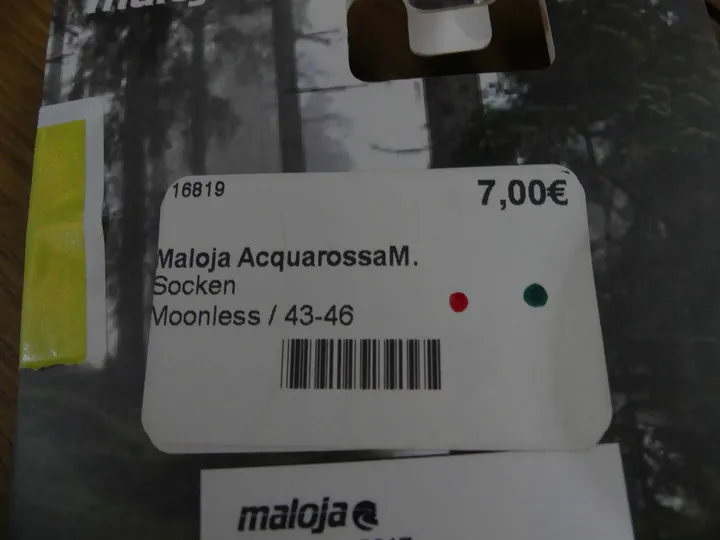 16819
7,00€
Maloja AcquarossaM.
Socken
Moonless / 43-46
maloja